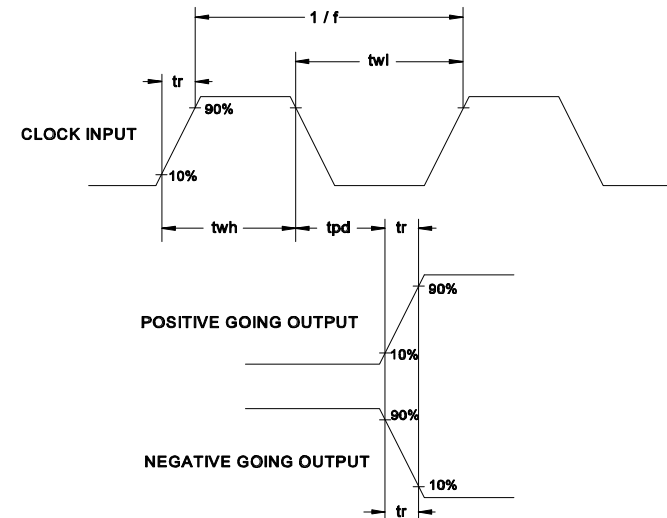 1 / f
twl
tr
90%
CLOCK INPUT
10%
twh
tpd
tr
90%
POSITIVE GOING OUTPUT
10%
90%
NEGATIVE GOING OUTPUT
10%
tr